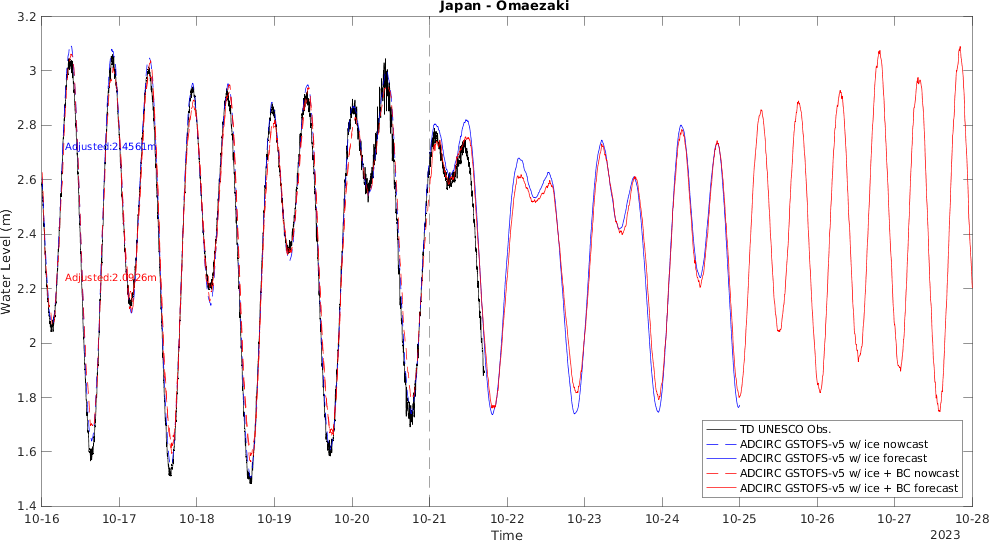 Japan - Omaezaki
3.2
3
2.8
2.6
2.4
2.2
2
1.8
1.6
1.4
Water Level (m)
Adjusted:2.4561m
Adjusted:2.0926m
TD UNESCO Obs.
ADCIRC GSTOFS-v5 w/ ice nowcast
ADCIRC GSTOFS-v5 w/ ice forecast
ADCIRC GSTOFS-v5 w/ ice + BC nowcast
ADCIRC GSTOFS-v5 w/ ice + BC forecast
10-16 10-17 10-18 10-19 10-20 10-21 10-22 10-23 10-24 10-25 10-26 10-27 10-28
Time
2023